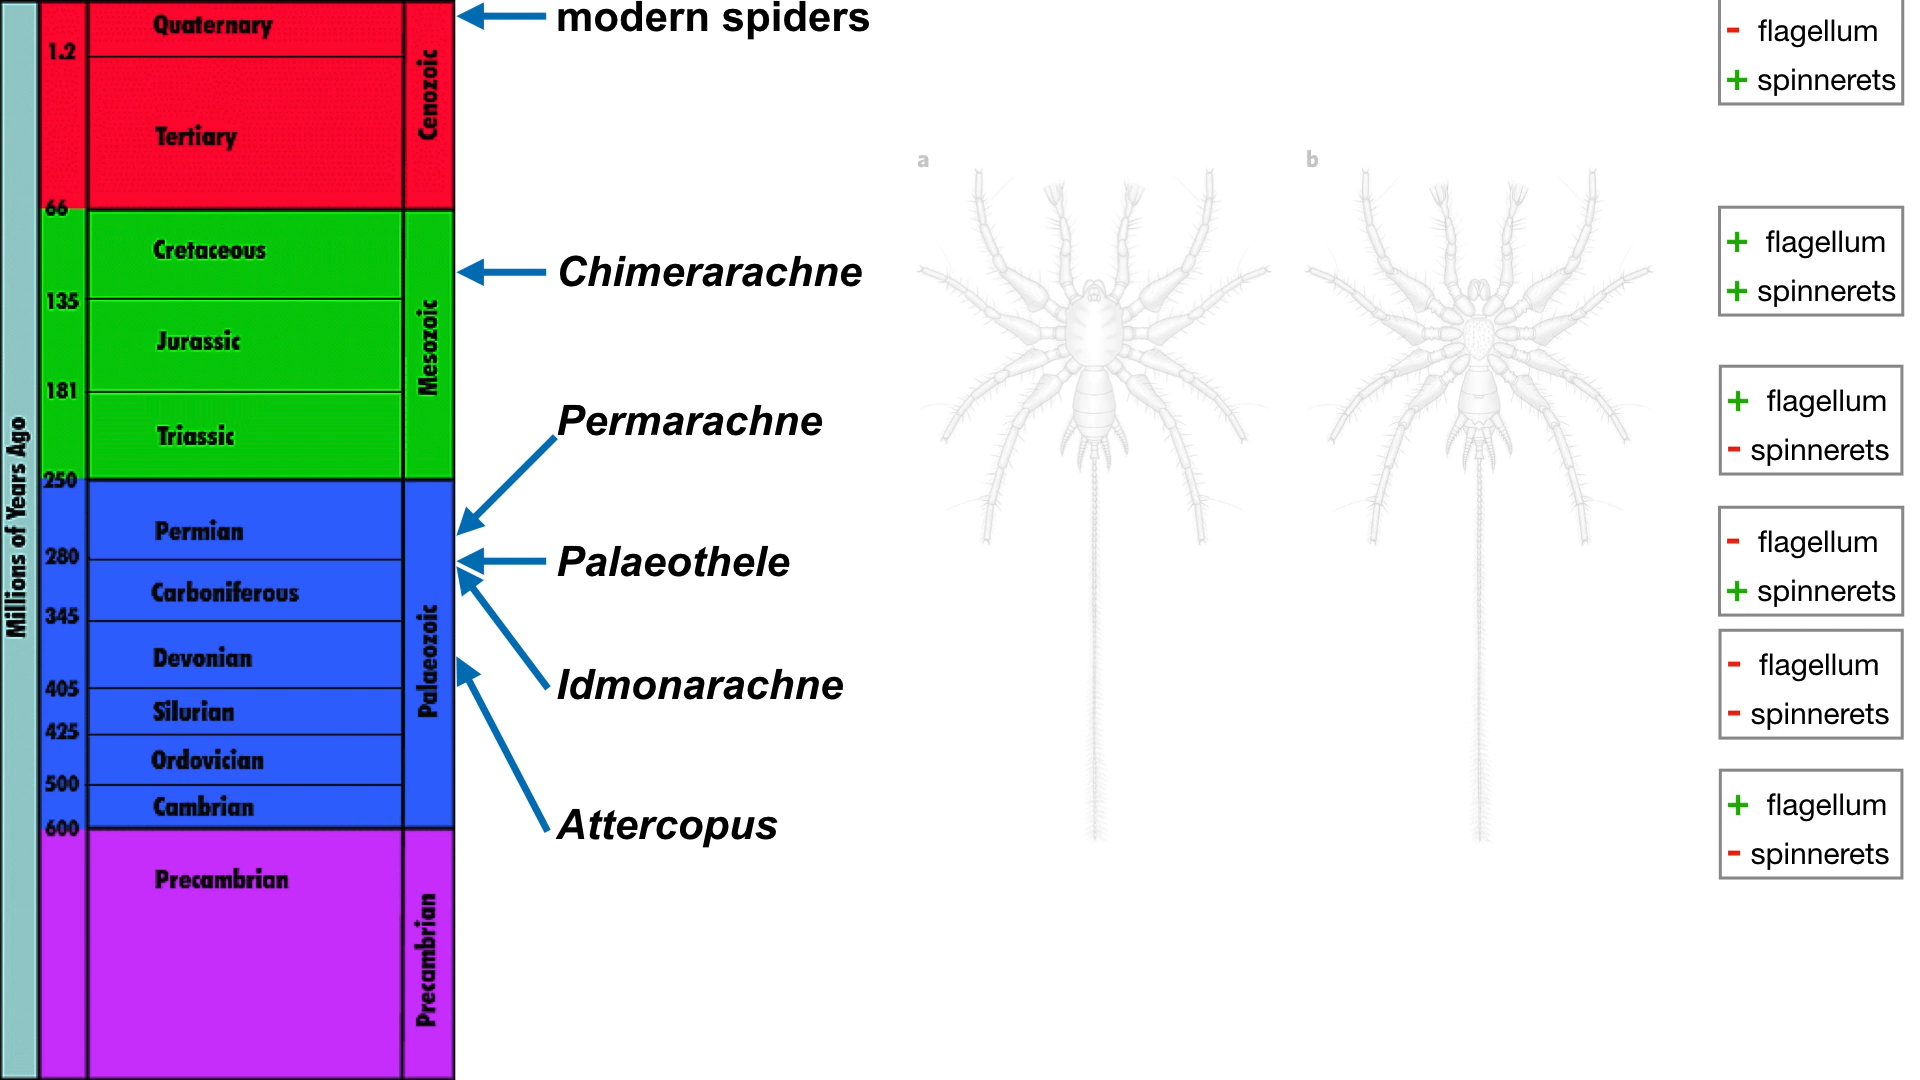 Quaternary
1.2
Tertiary
Cenozoic
66
Cretaceous
135
Jurassic
Mesozoic
181
Triassic
250
Millions of Years Ago
Permian
280
Carboniferous
345
Palaeozoic
Devonian
405
Silurian
425
Ordovician
500
Cambrian
600
Precambrian
Precambrian
modern spiders
Chimerarachne
Permarachne
Palaeothele
Idmonarachne
Attercopus
a
b
- flagellum
+ spinnerets
+ flagellum
+ spinnerets
+ flagellum
- spinnerets
- flagellum
+ spinnerets
- flagellum
- spinnerets
+ flagellum
- spinnerets